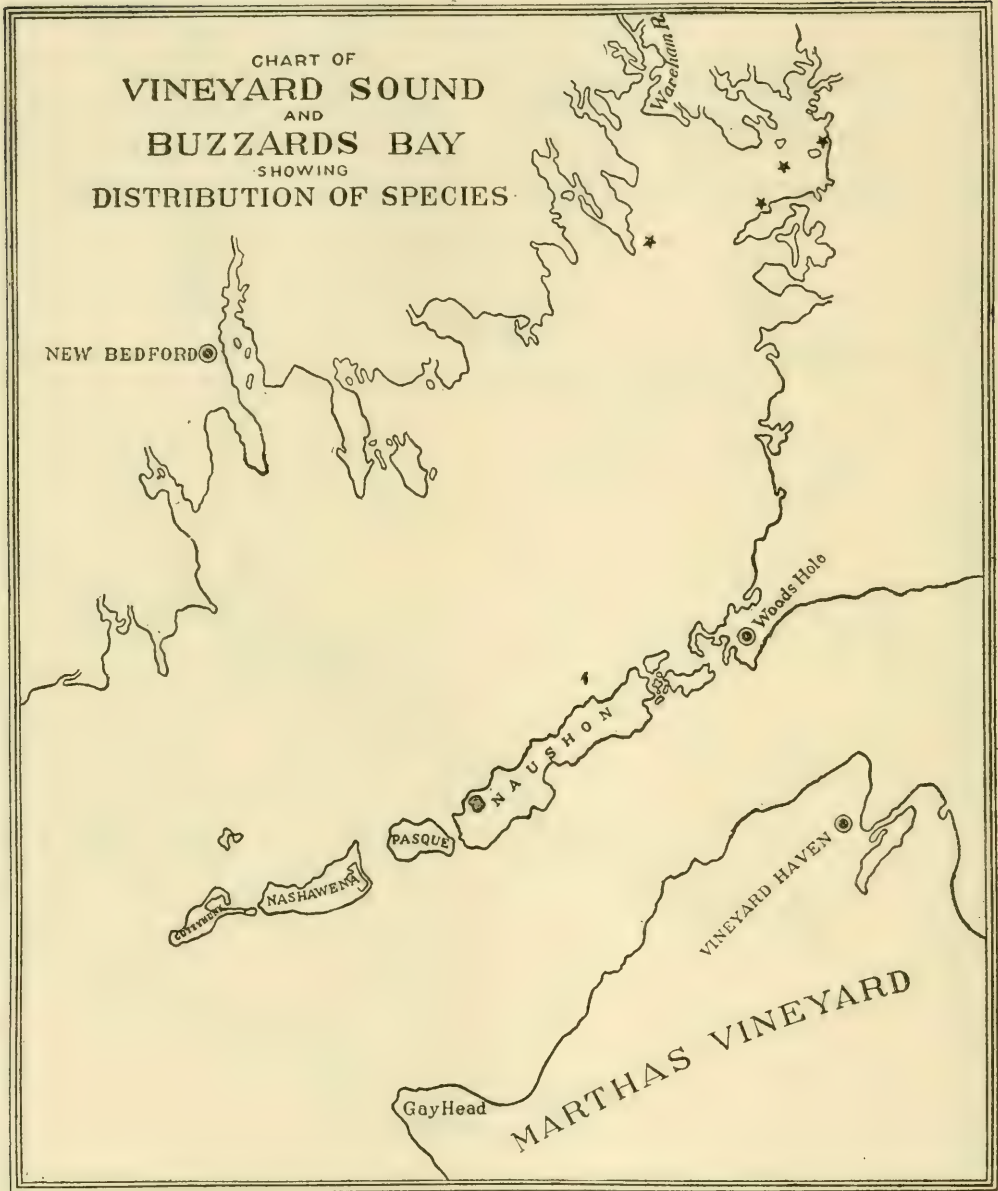 CHART OF
VINEYARD SOUND
AND
BUZZARDS BAY
SHOWING
DISTRIBUTION OF SPECIES
Wareham R.
NEW BEDFORD
Woods Hole
NAUSHON
PASQUE
NASHAWENA
CUTTYHUNK
VINEYARD HAVEN
MARTHAS VINEYARD
Gay Head